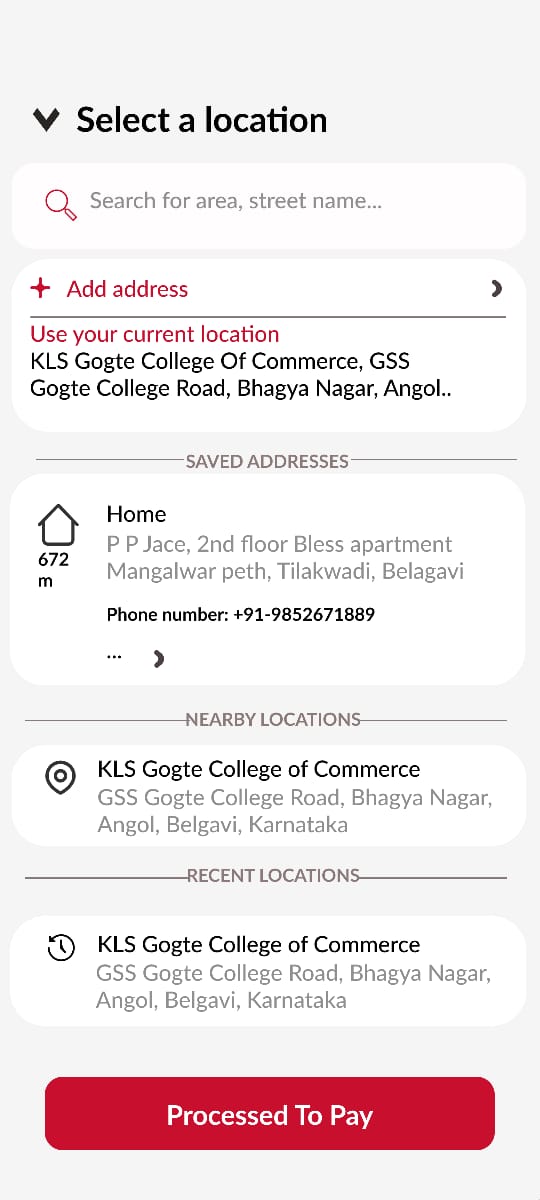 Select a location
Search for area, street name...
Add address
Use your current location
KLS Gogte College Of Commerce, GSS
Gogte College Road, Bhagya Nagar, Angol..
SAVED ADDRESSES
Home
P P Jace, 2nd floor Bless apartment
Mangalwar peth, Tilakwadi, Belagavi
672
m
Phone number: +91-9852671889
...
NEARBY LOCATIONS
KLS Gogte College of Commerce
GSS Gogte College Road, Bhagya Nagar,
Angol, Belgavi, Karnataka
RECENT LOCATIONS
KLS Gogte College of Commerce
GSS Gogte College Road, Bhagya Nagar,
Angol, Belgavi, Karnataka
Processed To Pay